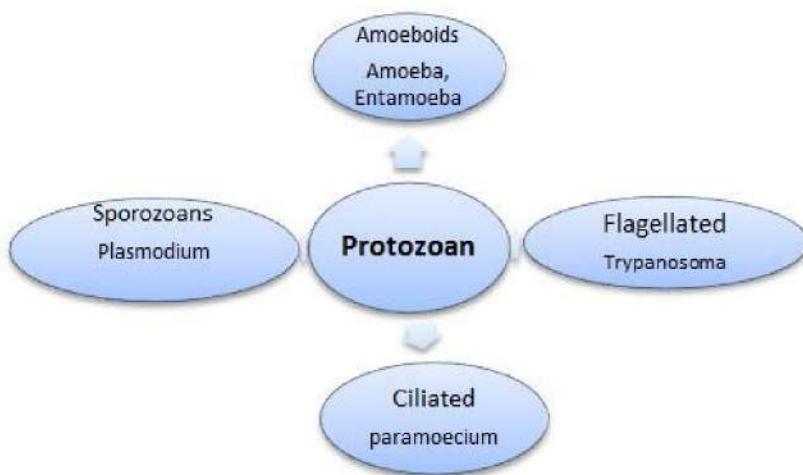 Amoeboids
Amoeba,
Entamoeba
Sporozoans
Plasmodium
Protozoan
Flagellated
Trypanosoma
Ciliated
paramoecium